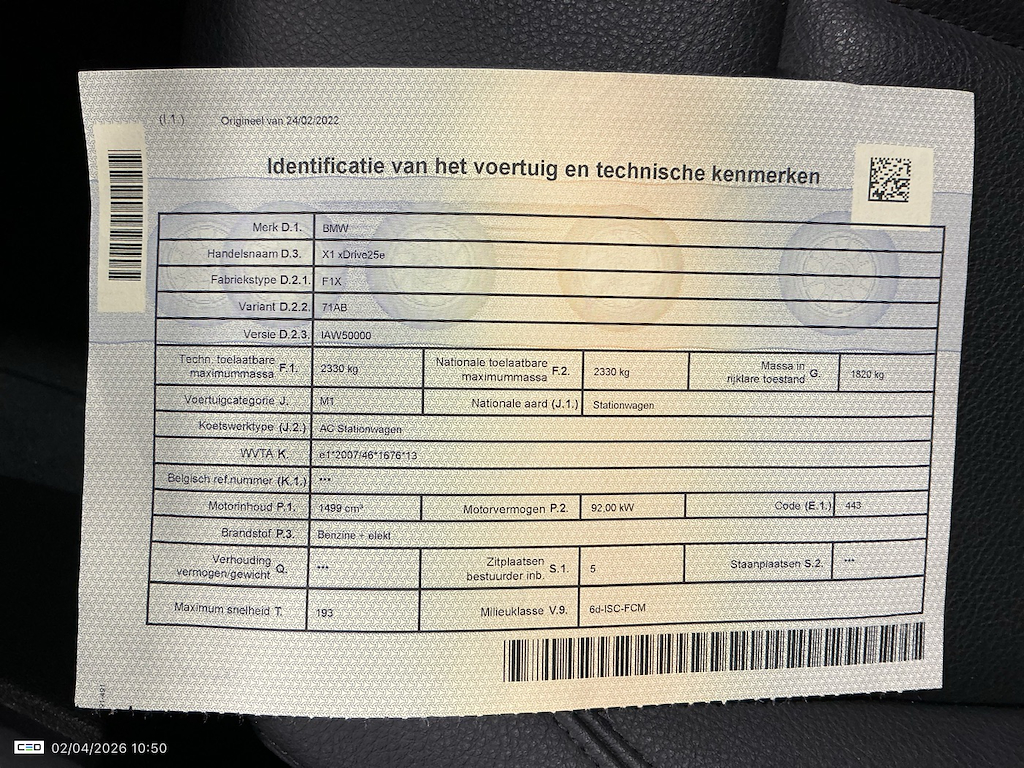 (I.1.) Origineel van 24/02/2022
Identificatie van het voertuig en technische kenmerken
Merk D.1. BMW
Handelsnaam D.3. X1 xDrive25e
Fabriekstype D.2.1. F1X
Variant D.2.2. 71AB
Versie D.2.3. IAW50000
Techn. toelaatbare maximummassa F.1. 2330 kg Nationale toelaatbare maximummassa F.2. 2330 kg Massa in rijklare toestand G. 1820 kg
Voertuigcategorie J. M1 Nationale aard (J.1.) Stationwagen
Koetswerktype (J.2.) AC Stationwagen
WVTA K. e1*2007/46*1676*13
Belgisch ref.nummer (K.1.) ***
Motorinhoud P.1. 1499 cm³ Motorvermogen P.2. 92,00 kW Code (E.1.) 443
Brandstof P.3. Benzine + elekt
Verhouding vermogen/gewicht Q. *** Zitplaatsen bestuurder inb. S.1. 5 Staanplaatsen S.2. ***
Maximum snelheid T. 193 Milieuklasse V.9. 6d-ISC-FCM
CEO 02/04/2026 10:50